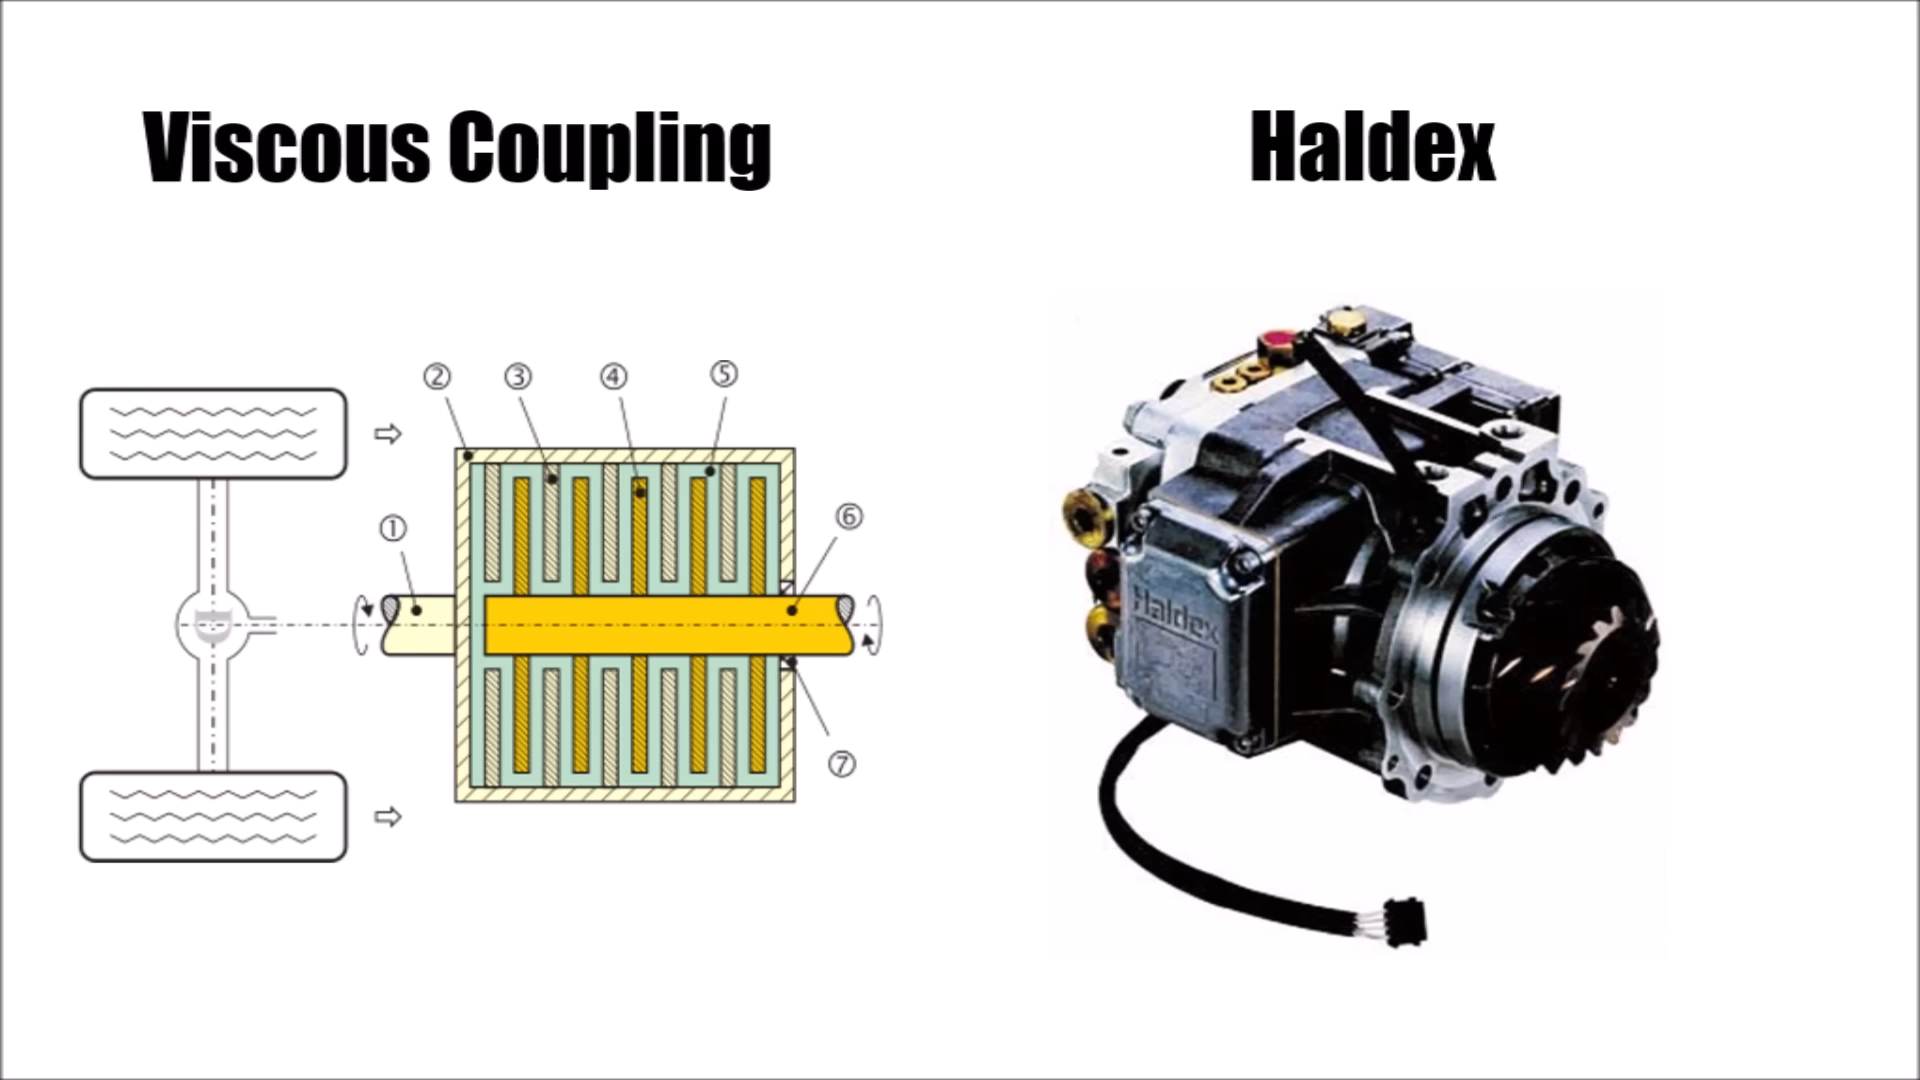 Viscous Coupling
Haldex
② ③ ④ ⑤
① ⑥
Haldex
⑦